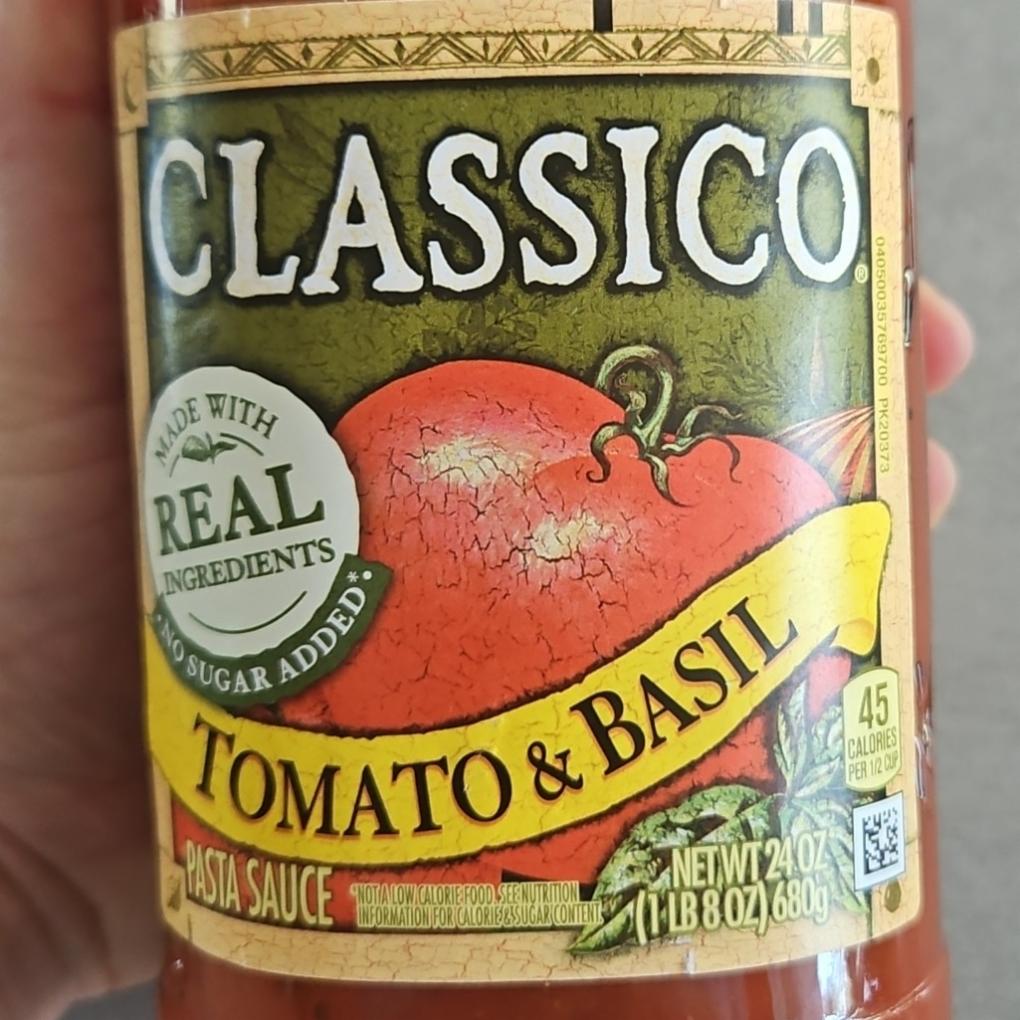 CLASSICO®
MADE WITH
REAL
INGREDIENTS
• NO SUGAR ADDED*•
TOMATO & BASIL
PASTA SAUCE
*NOT A LOW CALORIE FOOD. SEE NUTRITION
INFORMATION FOR CALORIE & SUGAR CONTENT
45
CALORIES
PER 1/2 CUP
NET WT 24 OZ
(1 LB 8 OZ) 680g
0405003576970​0 PK20373